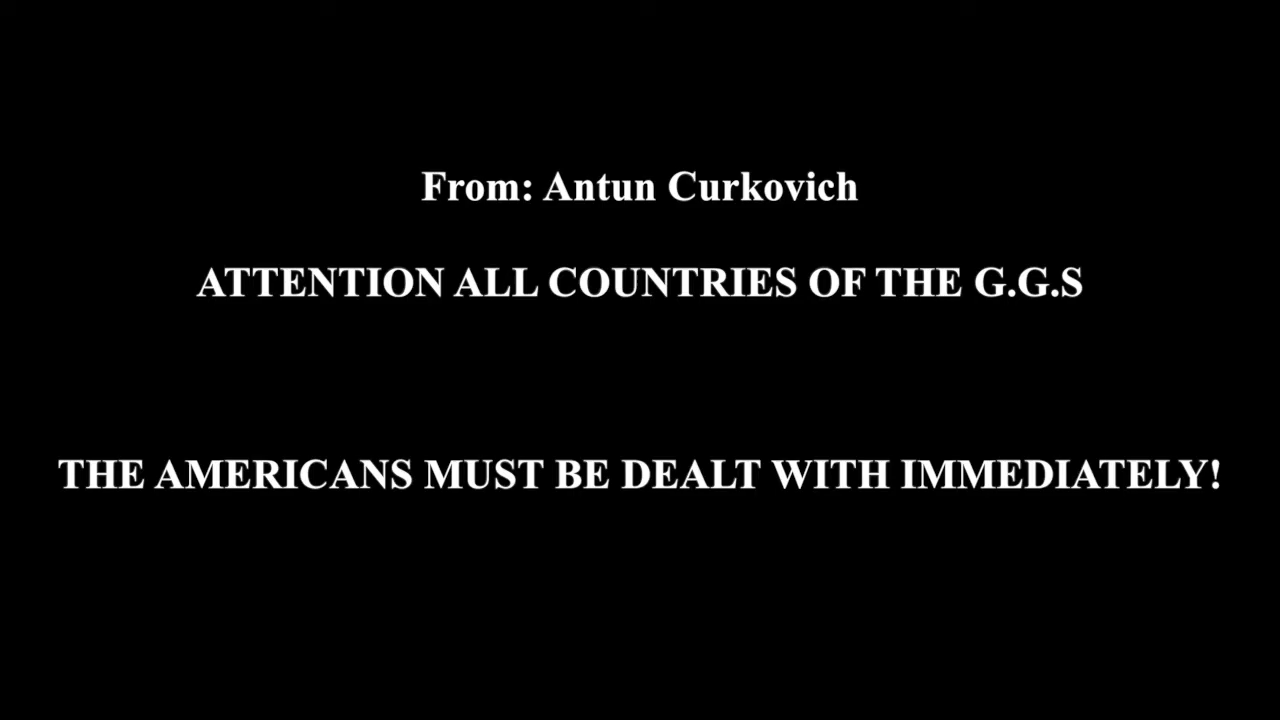 From: Antun Curkovich
ATTENTION ALL COUNTRIES OF THE G.G.S
THE AMERICANS MUST BE DEALT WITH IMMEDIATELY!